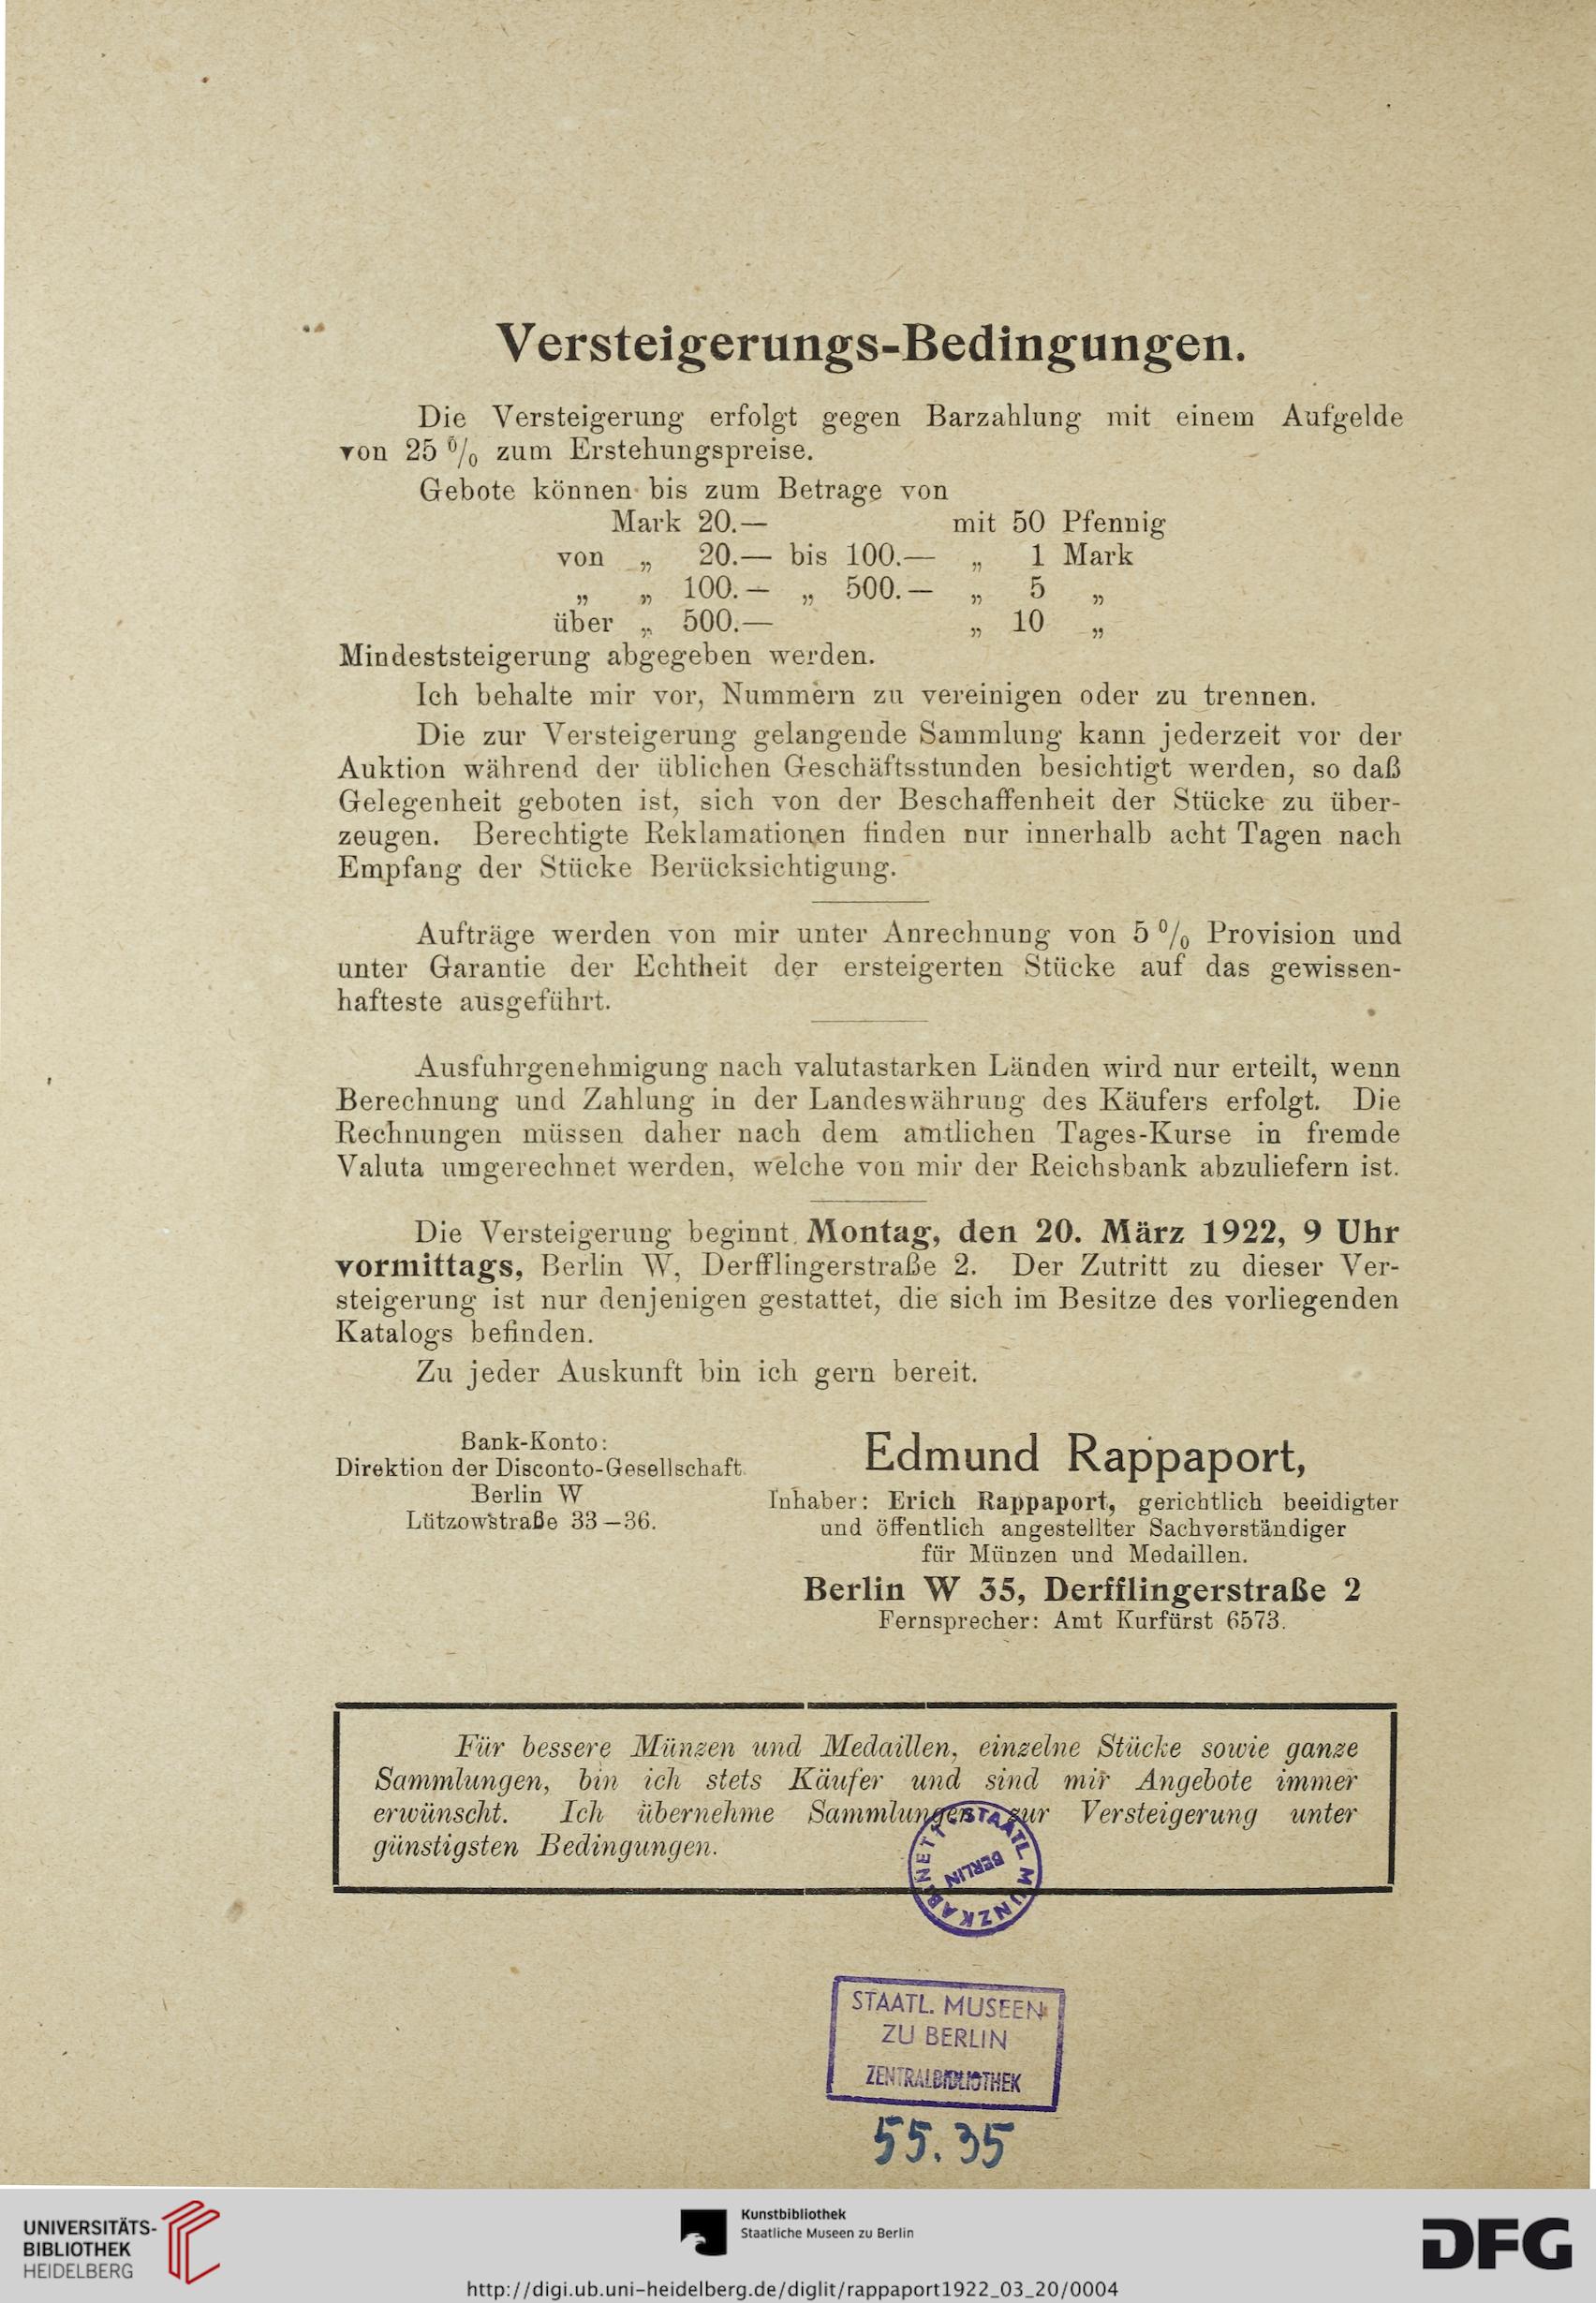 Versteigerungs-Bedingungen.
Die Versteigerung erfolgt gegen Barzahlung mit einem Aufgelde
von 25 % zum Erstehungspreise.
Gebote können bis zum Betrage von
Mark 20.— mit 50 Pfennig
von „ 20.— bis 100.— „ 1 Mark
„ „ 100.— „ 500.— „ 5 „
über „ 500.— „ 10 „
Mindeststeigerung abgegeben werden.
Ich behalte mir vor, Nummern zu vereinigen oder zu trennen.
Die zur Versteigerung gelangende Sammlung kann jederzeit vor der
Auktion während der üblichen Geschäftsstunden besichtigt werden, so daß
Gelegenheit geboten ist, sich von der Beschaffenheit der Stücke zu über-
zeugen. Berechtigte Reklamationen finden nur innerhalb acht Tagen nach
Empfang der Stücke Berücksichtigung.
Aufträge werden von mir unter Anrechnung von 5 % Provision und
unter Garantie der Echtheit der ersteigerten Stücke auf das gewissen-
hafteste ausgeführt.
Ausfuhrgenehmigung nach valutastarken Länden wird nur erteilt, wenn
Berechnung und Zahlung in der Landeswährung des Käufers erfolgt. Die
Rechnungen müssen daher nach dem amtlichen Tages-Kurse in fremde
Valuta umgerechnet werden, welche von mir der Reichsbank abzuliefern ist.
Die Versteigerung beginnt Montag, den 20. März 1922, 9 Uhr
vormittags, Berlin W, Derfflingerstraße 2. Der Zutritt zu dieser Ver-
steigerung ist nur denjenigen gestattet, die sich im Besitze des vorliegenden
Katalogs befinden.
Zu jeder Auskunft bin ich gern bereit.
Bank-Konto:
Direktion der Disconto-Gesellschaft
Berlin W
Lützowstraße 33—36.
Edmund Rappaport,
Inhaber: Erich Rappaport, gerichtlich beeidigter
und öffentlich angestellter Sachverständiger
für Münzen und Medaillen.
Berlin W 35, Derfflingerstraße 2
Fernsprecher: Amt Kurfürst 6573.
Für bessere Münzen und Medaillen, einzelne Stücke sowie ganze
Sammlungen, bin ich stets Käufer und sind mir Angebote immer
erwünscht. Ich übernehme Sammlungen zur Versteigerung unter
günstigsten Bedingungen.
STAATL. MÜNZKABINETT
BERLIN
STAATL. MUSEEN
ZU BERLIN
ZENTRALBIBLIOTHEK
55.35
UNIVERSITÄTS-
BIBLIOTHEK
HEIDELBERG
Kunstbibliothek
Staatliche Museen zu Berlin
DFG
http://digi.ub.uni-heidelberg.de/diglit/rappaport1922_03_20/0004